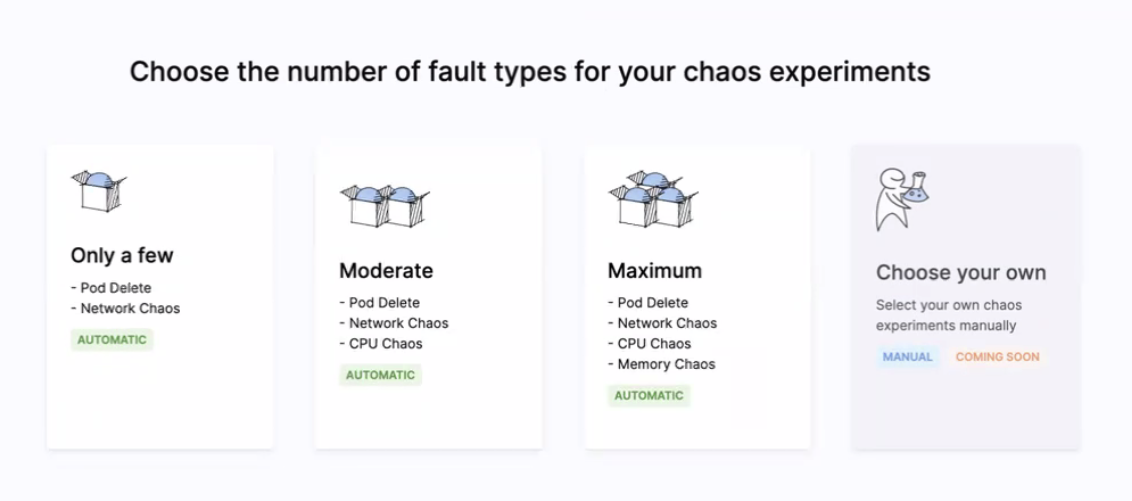 Choose the number of fault types for your chaos experiments
Only a few
- Pod Delete
- Network Chaos
AUTOMATIC
Moderate
- Pod Delete
- Network Chaos
- CPU Chaos
AUTOMATIC
Maximum
- Pod Delete
- Network Chaos
- CPU Chaos
- Memory Chaos
AUTOMATIC
Choose your own
Select your own chaos
experiments manually
MANUAL COMING SOON